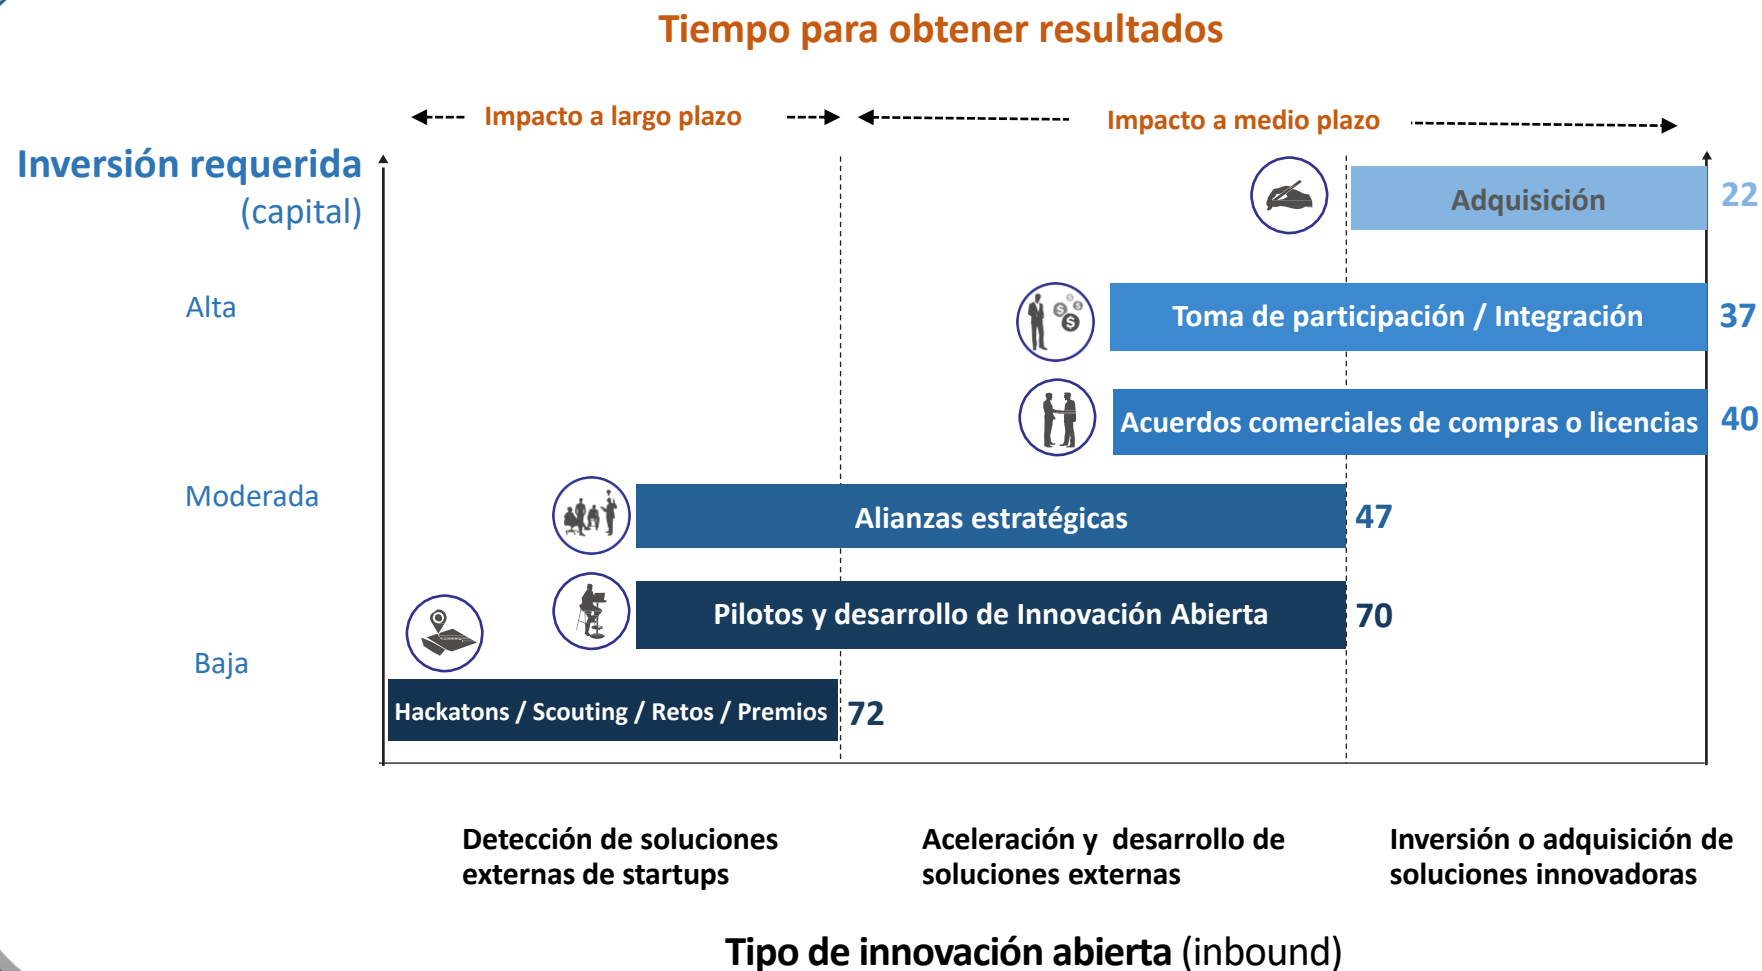 Tiempo para obtener resultados
Impacto a largo plazo
Impacto a medio plazo
Inversión requerida
(capital)
Adquisición
22
Alta
Toma de participación / Integración
37
Acuerdos comerciales de compras o licencias
40
Moderada
Alianzas estratégicas
47
Pilotos y desarrollo de Innovación Abierta
70
Baja
Hackatons / Scouting / Retos / Premios
72
Detección de soluciones
externas de startups
Aceleración y desarrollo de
soluciones externas
Inversión o adquisición de
soluciones innovadoras
Tipo de innovación abierta (inbound)